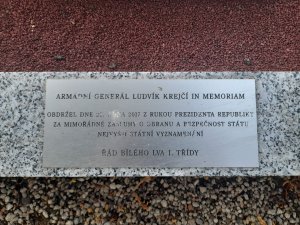 ARMÁDNÍ GENERÁL LUDVÍK KREJČÍ IN MEMORIAM
OBDRŽEL DNE 2017 Z RUKOU PREZIDENTA REPUBLIKY
ZA MIMOŘÁDNÉ ZÁSLUHY O OBRANU A BEZPEČNOST STÁTU
NEJVYŠŠÍ STÁTNÍ VYZNAMENÁNÍ
ŘÁD BÍLÉHO LVA I. TŘÍDY